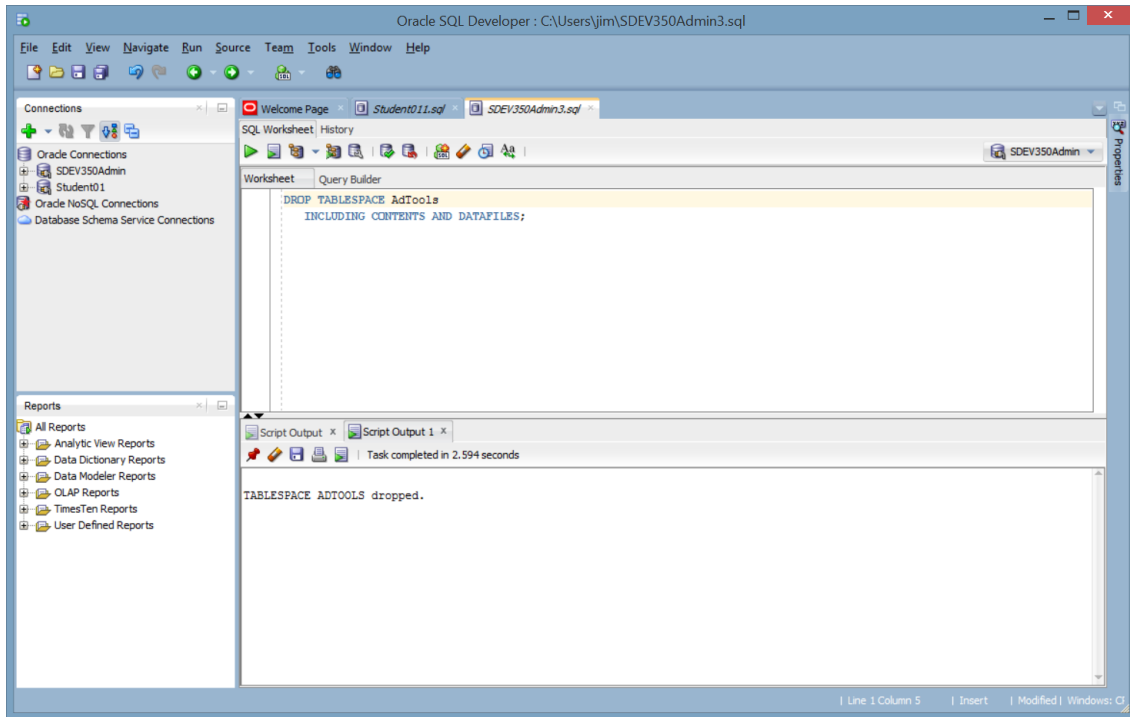 Oracle SQL Developer : C:\Users\jim\SDEV350Admin3.sql
File Edit View Navigate Run Source Team Tools Window Help
Connections
Oracle Connections
SDEV350Admin
Student01
Oracle NoSQL Connections
Database Schema Service Connections
Reports
All Reports
Analytic View Reports
Data Dictionary Reports
Data Modeler Reports
OLAP Reports
TimesTen Reports
User Defined Reports
Welcome Page Student011.sql SDEV350Admin3.sql
SQL Worksheet History
SDEV350Admin
Worksheet Query Builder
DROP TABLESPACE AdTools
INCLUDING CONTENTS AND DATAFILES;
Script Output x Script Output 1 x
Task completed in 2.594 seconds
TABLESPACE ADTOOLS dropped.
Properties
| Line 1 Column 5 | Insert | Modified | Windows: CF